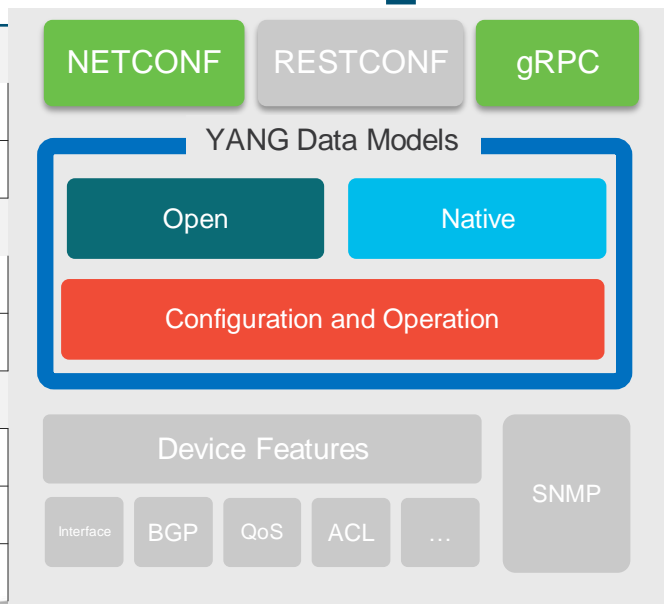 NETCONF
RESTCONF
gRPC
YANG Data Models
Open
Native
Configuration and Operation
Device Features
SNMP
Interface
BGP
QoS
ACL
...